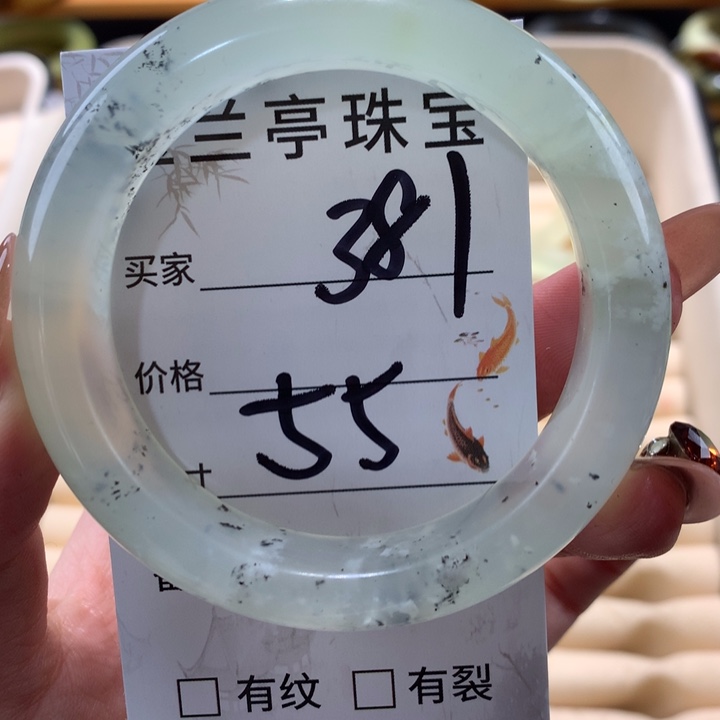 兰亭珠宝
买家 381
价格
55
有纹 有裂